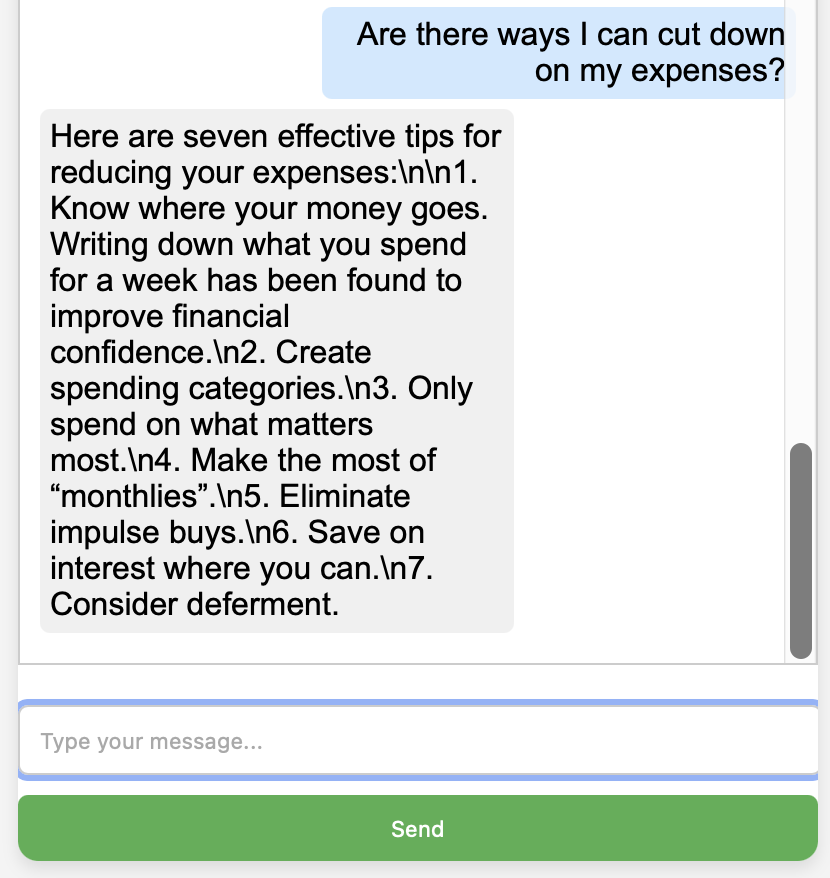 Are there ways I can cut down
on my expenses?
Here are seven effective tips for
reducing your expenses:\n\n1.
Know where your money goes.
Writing down what you spend
for a week has been found to
improve financial
confidence.\n2. Create
spending categories.\n3. Only
spend on what matters
most.\n4. Make the most of
“monthlies”.\n5. Eliminate
impulse buys.\n6. Save on
interest where you can.\n7.
Consider deferment.
Type your message...
Send